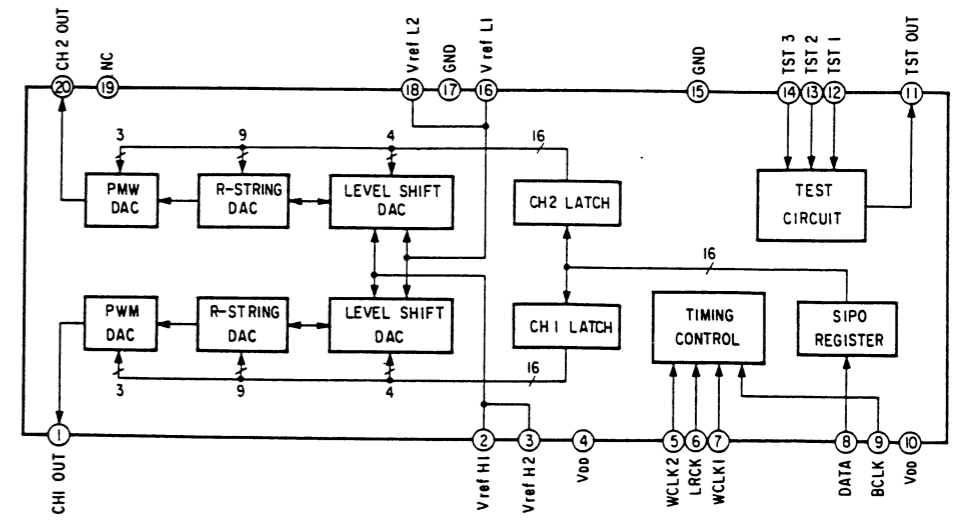 CH2 OUT
NC
Vref L2
GND
Vref L1
GND
TST 3
TST 2
TST 1
TST OUT
20
19
18
17
16
15
14
13
12
11
3
9
4
16
PMW
DAC
R-STRING
DAC
LEVEL SHIFT
DAC
CH2 LATCH
TEST
CIRCUIT
16
PWM
DAC
R-STRING
DAC
LEVEL SHIFT
DAC
CH1 LATCH
TIMING
CONTROL
SIPO
REGISTER
3
9
4
16
1
2
3
4
5
6
7
8
9
10
CH1 OUT
Vref H1
Vref H2
VDD
WCLK2
LRCK
WCLK1
DATA
BCLK
VDD